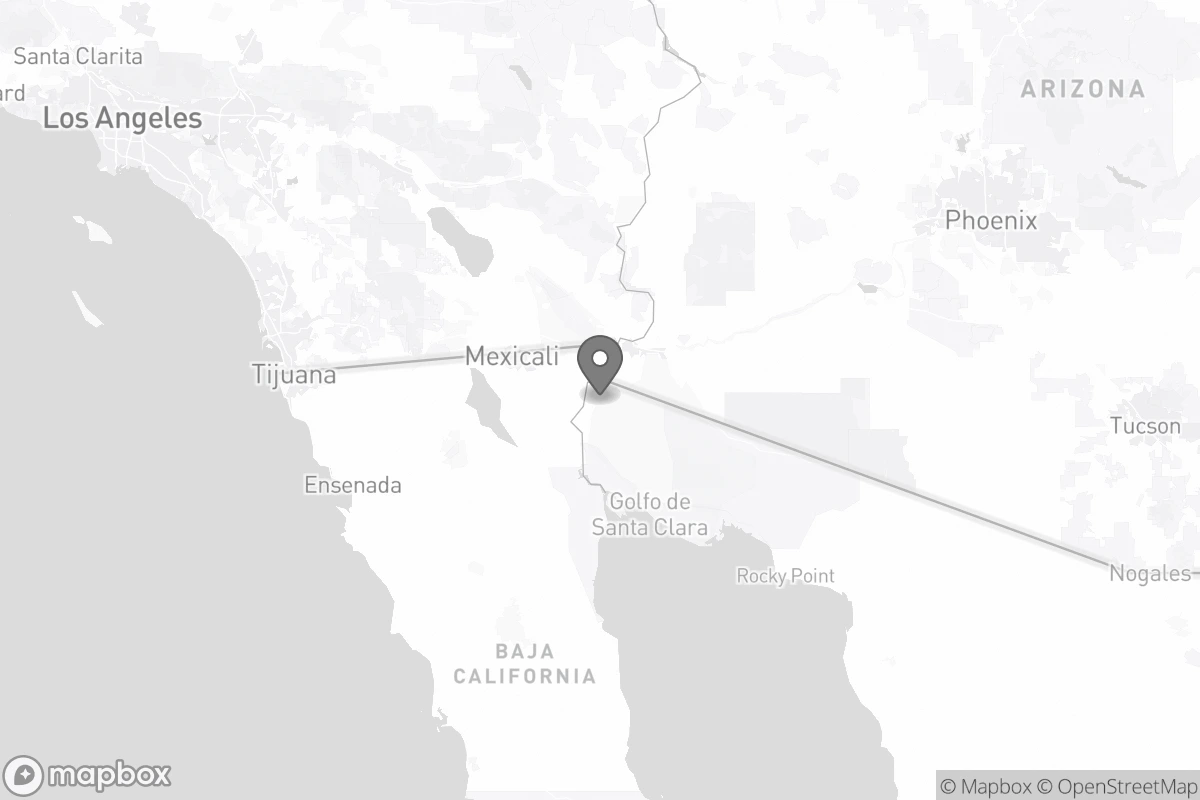 Santa Clarita
ard
Los Angeles
ARIZONA
Phoenix
Mexicali
Tijuana
Tucson
Ensenada
Golfo de
Santa Clara
Rocky Point
Nogales
BAJA
CALIFORNIA
mapbox
© Mapbox © OpenStreetMap